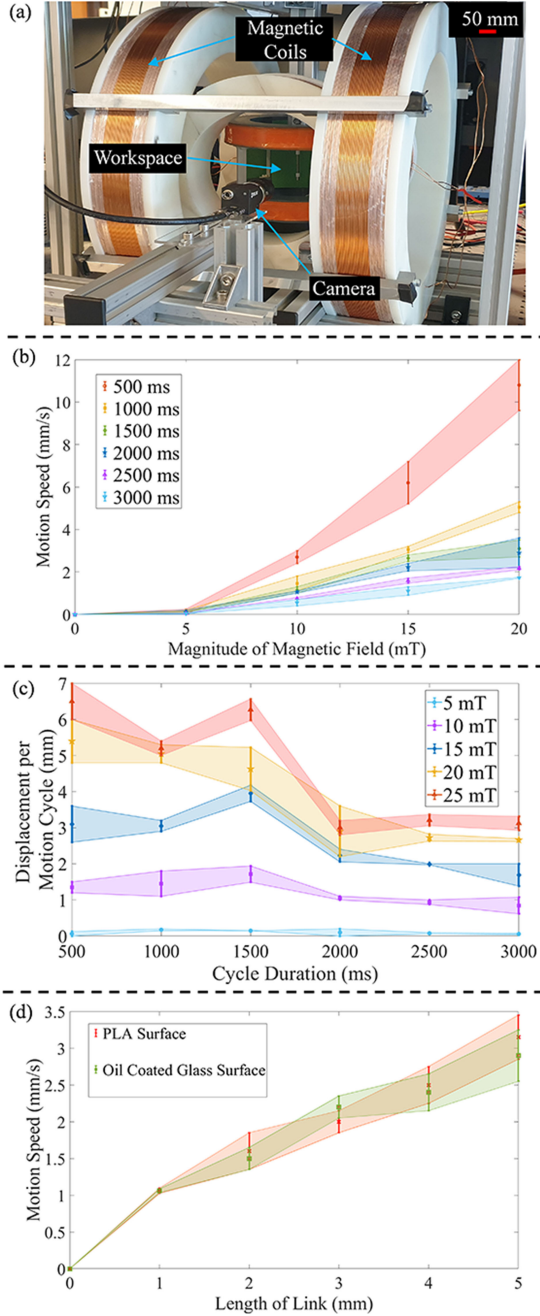 (a)
Magnetic
Coils
50 mm
Workspace
Camera
(b)
12
10
8
6
4
2
0
Motion Speed (mm/s)
500 ms
1000 ms
1500 ms
2000 ms
2500 ms
3000 ms
0 5 10 15 20
Magnitude of Magnetic Field (mT)
(c)
7
6
5
4
3
2
1
0
Displacement per
Motion Cycle (mm)
5 mT
10 mT
15 mT
20 mT
25 mT
500 1000 1500 2000 2500 3000
Cycle Duration (ms)
(d)
3.5
3
2.5
2
1.5
1
0.5
0
Motion Speed (mm/s)
PLA Surface
Oil Coated Glass Surface
0 1 2 3 4 5
Length of Link (mm)